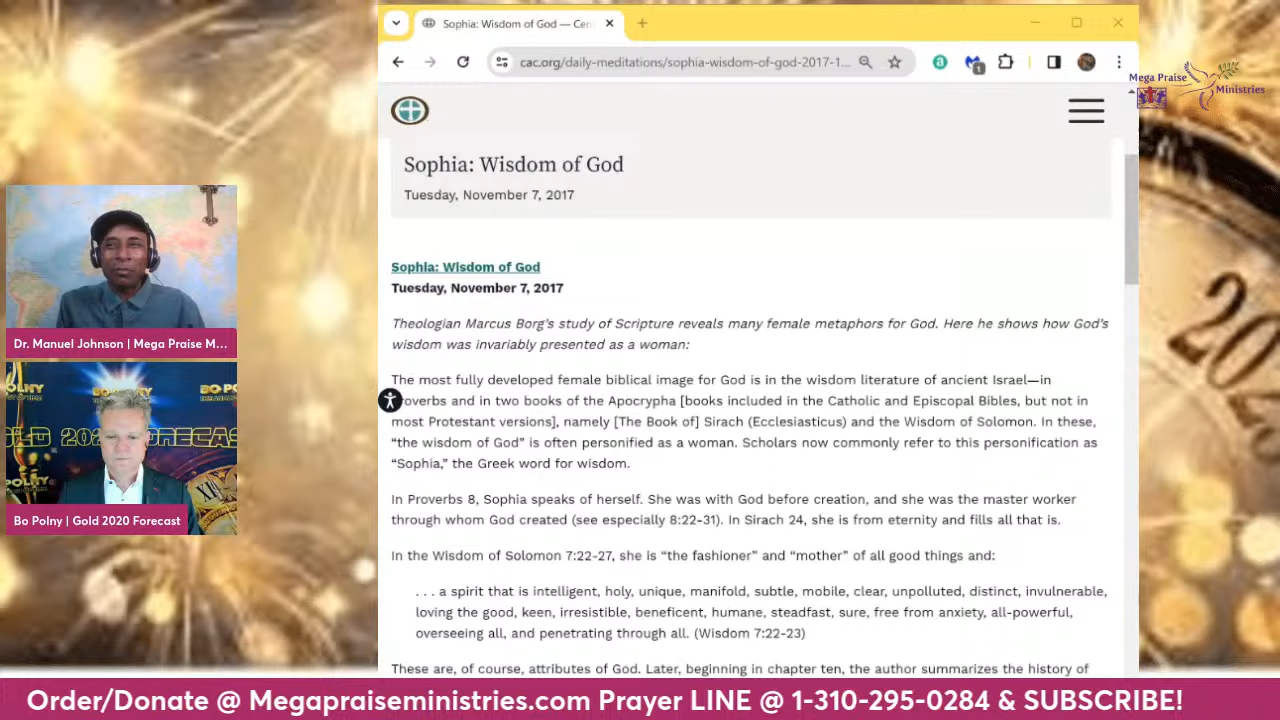 Sophia: Wisdom of God — Cen
cac.org/daily-meditations/sophia-wisdom-of-god-2017-1...
1
Mega Praise
Ministries
Sophia: Wisdom of God
Tuesday, November 7, 2017
Sophia: Wisdom of God
Tuesday, November 7, 2017
Theologian Marcus Borg’s study of Scripture reveals many female metaphors for God. Here he shows how God’s
wisdom was invariably presented as a woman:
The most fully developed female biblical image for God is in the wisdom literature of ancient Israel—in
roverbs and in two books of the Apocrypha [books included in the Catholic and Episcopal Bibles, but not in
most Protestant versions], namely [The Book of] Sirach (Ecclesiasticus) and the Wisdom of Solomon. In these,
“the wisdom of God” is often personified as a woman. Scholars now commonly refer to this personification as
“Sophia,” the Greek word for wisdom.
In Proverbs 8, Sophia speaks of herself. She was with God before creation, and she was the master worker
through whom God created (see especially 8:22-31). In Sirach 24, she is from eternity and fills all that is.
In the Wisdom of Solomon 7:22-27, she is “the fashioner” and “mother” of all good things and:
. . . a spirit that is intelligent, holy, unique, manifold, subtle, mobile, clear, unpolluted, distinct, invulnerable,
loving the good, keen, irresistible, beneficent, humane, steadfast, sure, free from anxiety, all-powerful,
overseeing all, and penetrating through all. (Wisdom 7:22-23)
These are, of course, attributes of God. Later, beginning in chapter ten, the author summarizes the history of
Dr. Manuel Johnson | Mega Praise M...
OLNY
BO POLNY
BO POL
OLD 202
FORECAS
POLNY
XII
Bo Polny | Gold 2020 Forecast
202
Order/Donate @ Megapraiseministries.com Prayer LINE @ 1-310-295-0284 & SUBSCRIBE!